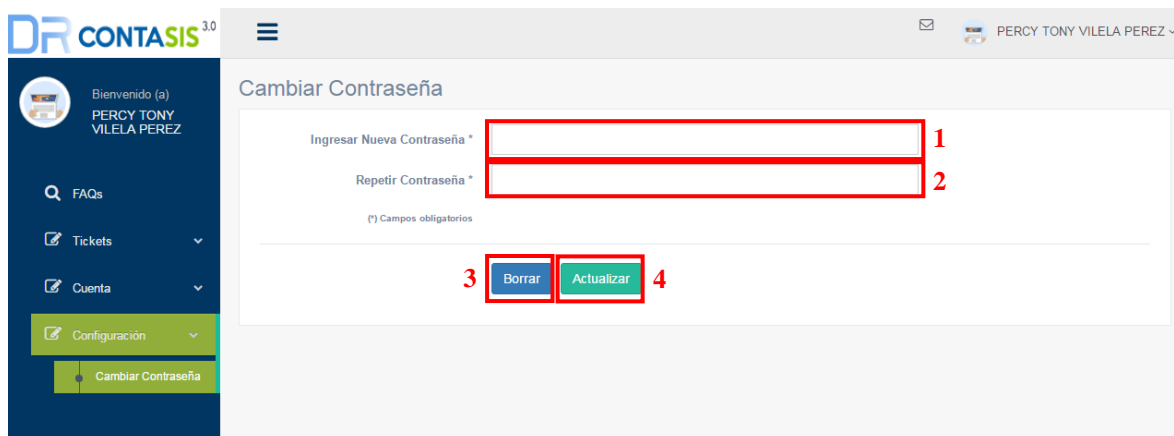 DR CONTASIS 3.0
PERCY TONY VILELA PEREZ
Bienvenido (a)
PERCY TONY
VILELA PEREZ
FAQs
Tickets
Cuenta
Configuración
Cambiar Contraseña
Cambiar Contraseña
Ingresar Nueva Contraseña *
1
Repetir Contraseña *
2
(*) Campos obligatorios
3 Borrar Actualizar 4